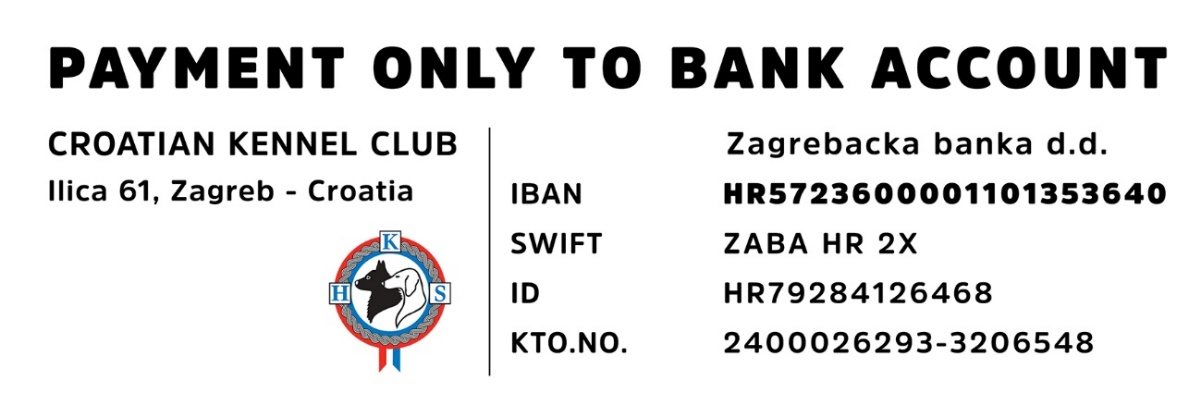 PAYMENT ONLY TO BANK ACCOUNT
CROATIAN KENNEL CLUB
Ilica 61, Zagreb - Croatia
K
H S
Zagrebacka banka d.d.
IBAN HR5723600001101353640
SWIFT ZABA HR 2X
ID HR79284126468
KTO.NO. 2400026293-3206548